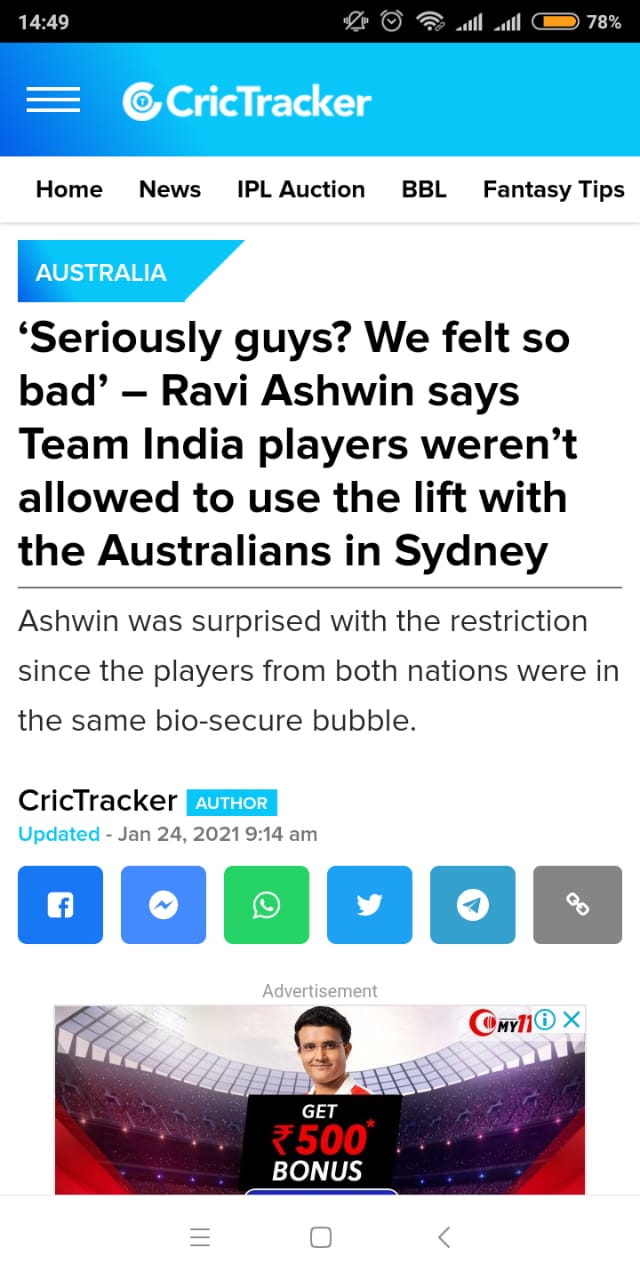 14:49
78%
CricTracker
Home News IPL Auction BBL Fantasy Tips
AUSTRALIA
‘Seriously guys? We felt so
bad’ – Ravi Ashwin says
Team India players weren’t
allowed to use the lift with
the Australians in Sydney
Ashwin was surprised with the restriction
since the players from both nations were in
the same bio-secure bubble.
CricTracker AUTHOR
Updated - Jan 24, 2021 9:14 am
Advertisement
MY11
GET
₹500*
BONUS